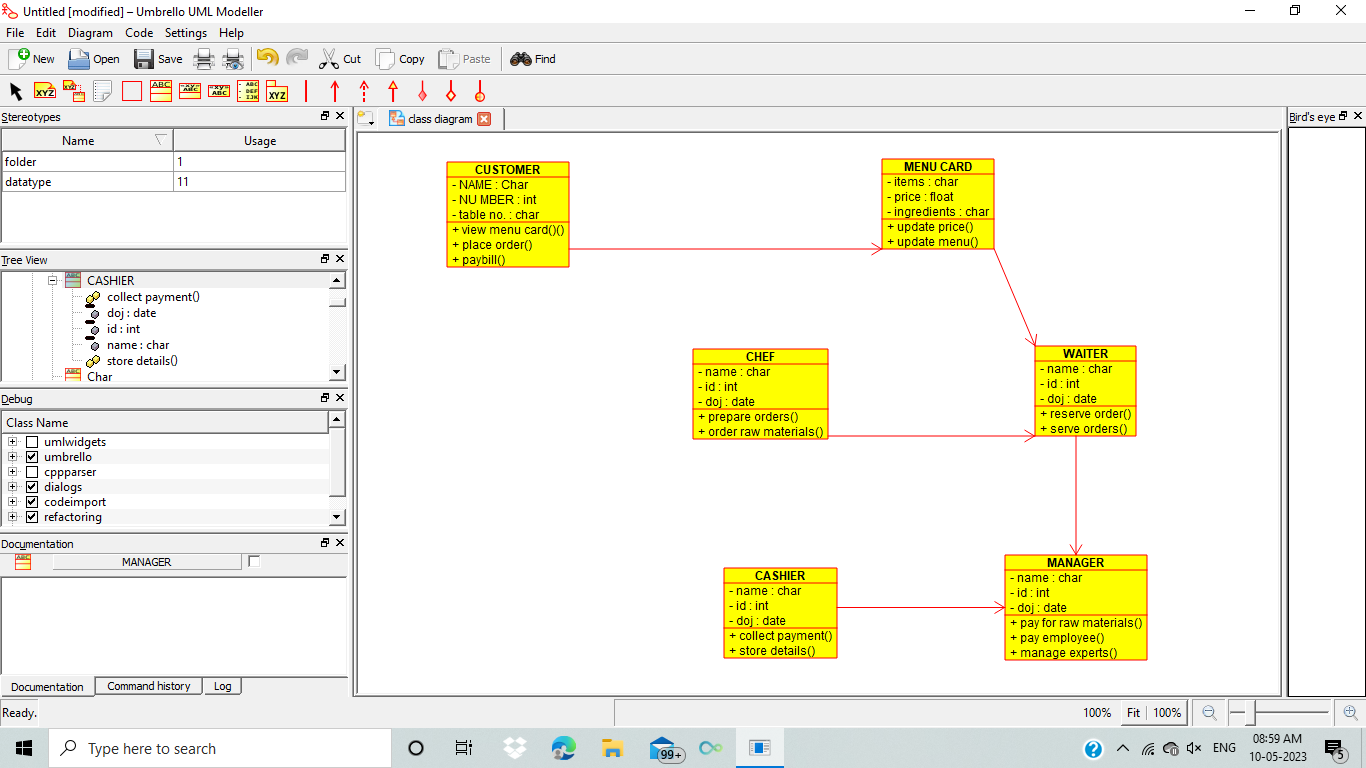 Untitled [modified] – Umbrello UML Modeller
File Edit Diagram Code Settings Help
New Open Save Cut Copy Paste Find
Stereotypes
Name Usage
folder 1
datatype 11
Tree View
CASHIER
collect payment()
doj : date
id : int
name : char
store details()
Char
Debug
Class Name
umlwidgets
umbrello
cppparser
dialogs
codeimport
refactoring
Documentation
MANAGER
Documentation Command history Log
class diagram
CUSTOMER
- NAME : Char
- NU MBER : int
- table no. : char
+ view menu card()()
+ place order()
+ paybill()
MENU CARD
- items : char
- price : float
- ingredients : char
+ update price()
+ update menu()
CHEF
- name : char
- id : int
- doj : date
+ prepare orders()
+ order raw materials()
WAITER
- name : char
- id : int
- doj : date
+ reserve order()
+ serve orders()
CASHIER
- name : char
- id : int
- doj : date
+ collect payment()
+ store details()
MANAGER
- name : char
- id : int
- doj : date
+ pay for raw materials()
+ pay employee()
+ manage experts()
Bird's eye
Ready.
100% Fit 100%
Type here to search
99+
ENG
08:59 AM
10-05-2023
5